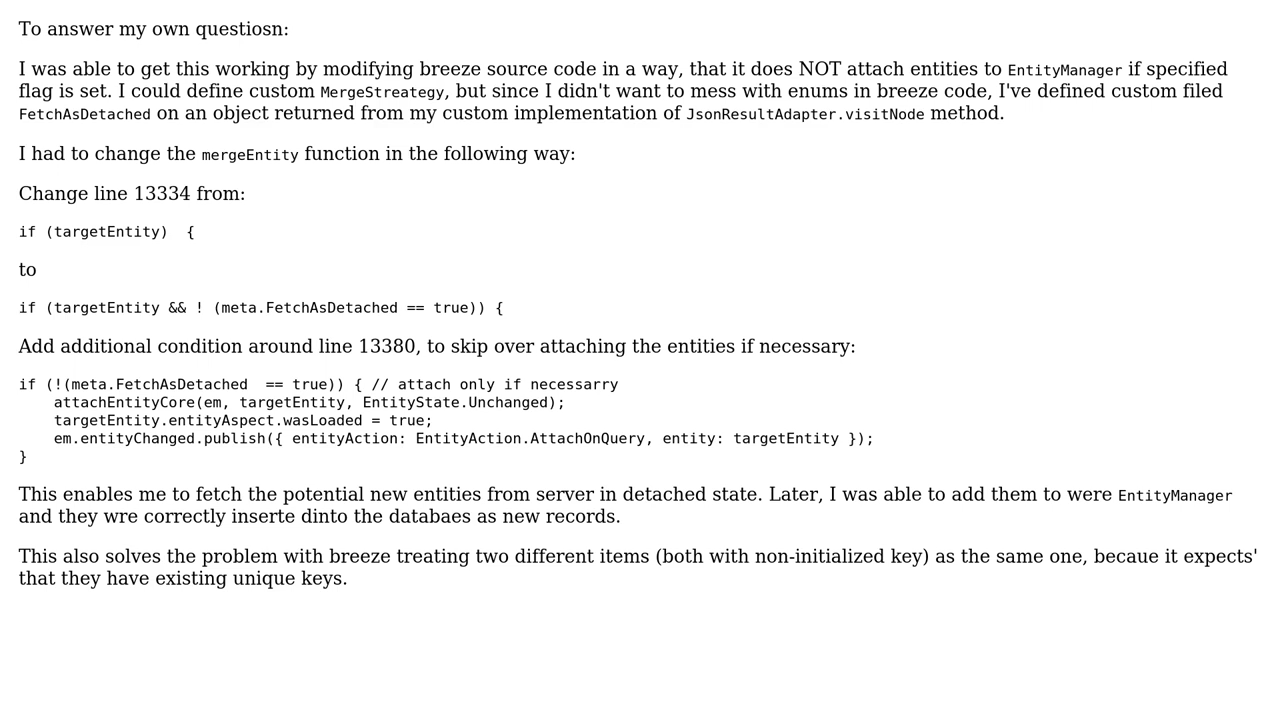 To answer my own questiosn:
I was able to get this working by modifying breeze source code in a way, that it does NOT attach entities to EntityManager if specified
flag is set. I could define custom MergeStreategy, but since I didn't want to mess with enums in breeze code, I've defined custom filed
FetchAsDetached on an object returned from my custom implementation of JsonResultAdapter.visitNode method.
I had to change the mergeEntity function in the following way:
Change line 13334 from:
if (targetEntity)  {
to
if (targetEntity && ! (meta.FetchAsDetached == true)) {
Add additional condition around line 13380, to skip over attaching the entities if necessary:
if (!(meta.FetchAsDetached  == true)) { // attach only if necessarry
    attachEntityCore(em, targetEntity, EntityState.Unchanged);
    targetEntity.entityAspect.wasLoaded = true;
    em.entityChanged.publish({ entityAction: EntityAction.AttachOnQuery, entity: targetEntity });
}
This enables me to fetch the potential new entities from server in detached state. Later, I was able to add them to were EntityManager
and they wre correctly inserte dinto the databaes as new records.
This also solves the problem with breeze treating two different items (both with non-initialized key) as the same one, becaue it expects'
that they have existing unique keys.